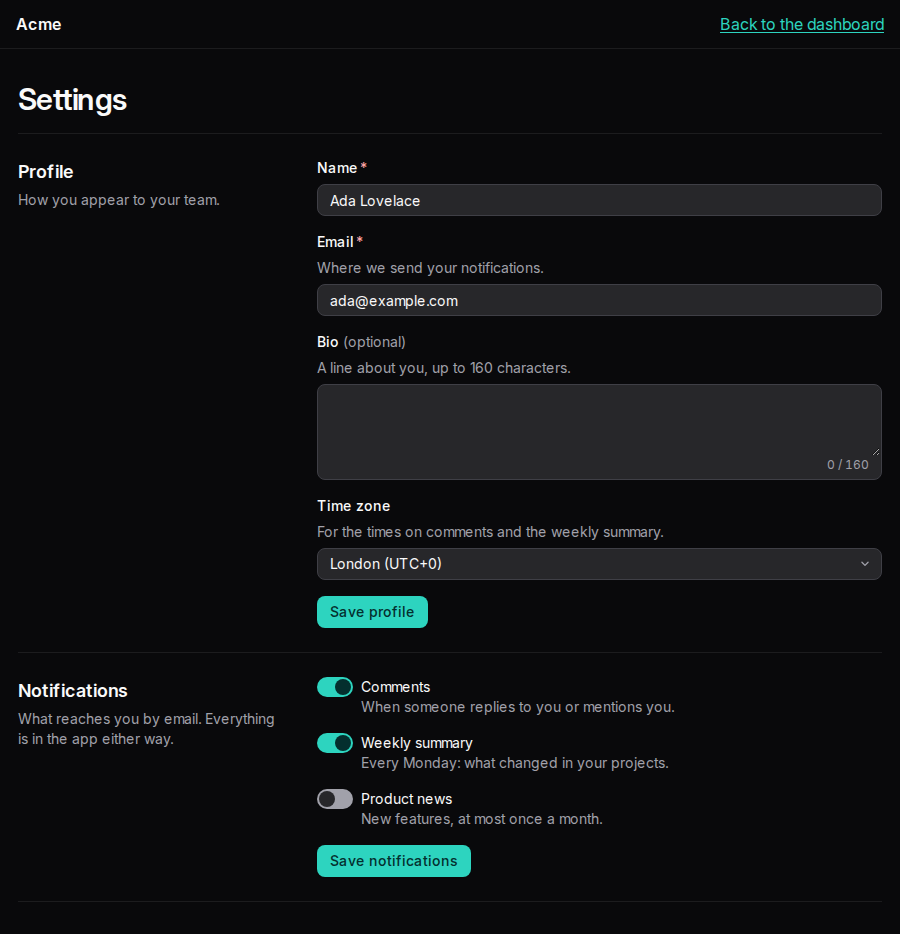 Acme
Back to the dashboard
Settings
Profile
How you appear to your team.
Name *
Ada Lovelace
Email *
Where we send your notifications.
ada@example.com
Bio (optional)
A line about you, up to 160 characters.
0 / 160
Time zone
For the times on comments and the weekly summary.
London (UTC+0)
Save profile
Notifications
What reaches you by email. Everything
is in the app either way.
Comments
When someone replies to you or mentions you.
Weekly summary
Every Monday: what changed in your projects.
Product news
New features, at most once a month.
Save notifications